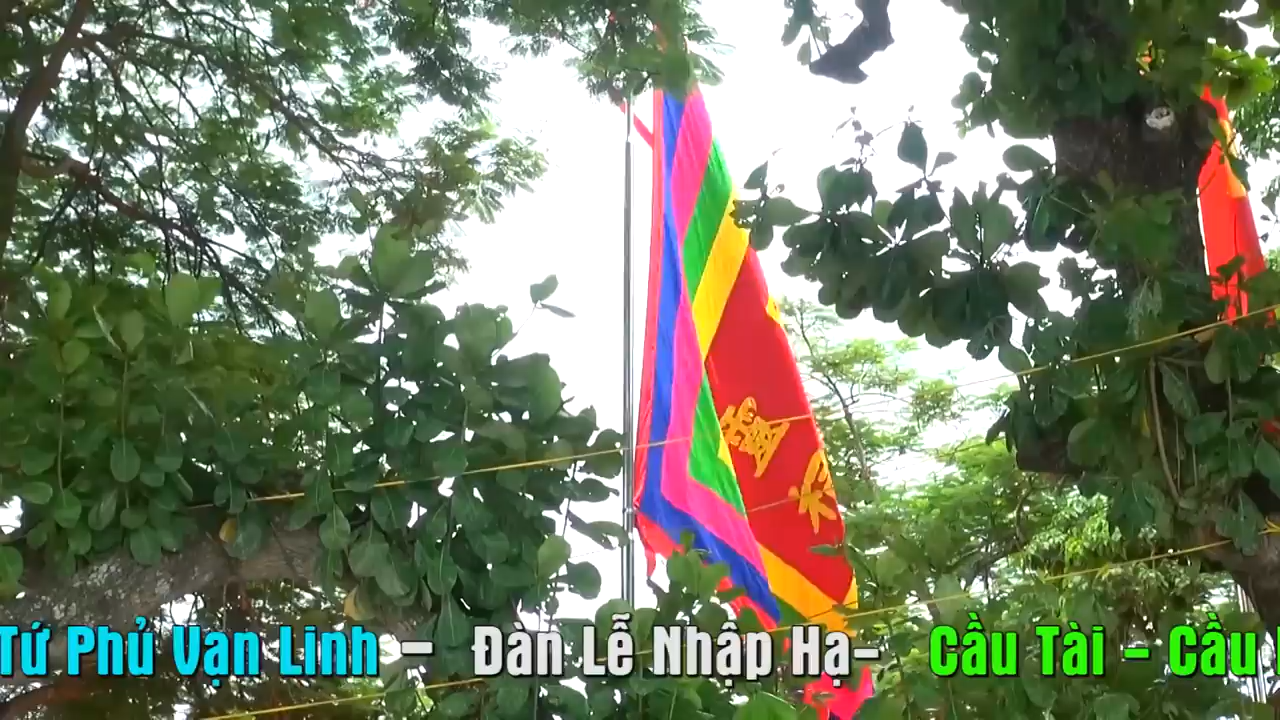 Tứ Phủ Vạn Linh – Đàn Lễ Nhập Hạ- Cầu Tài - Cầu